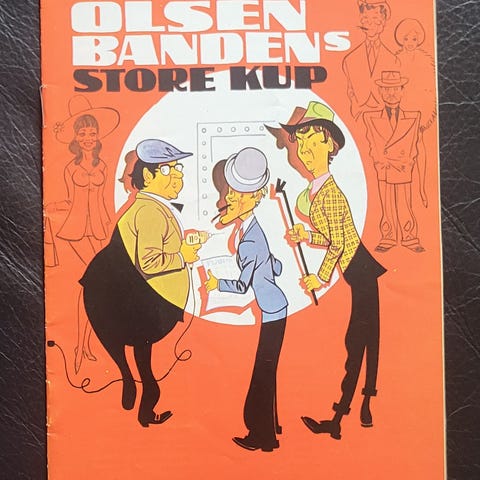 OLSEN
BANDENs
STORE KUP